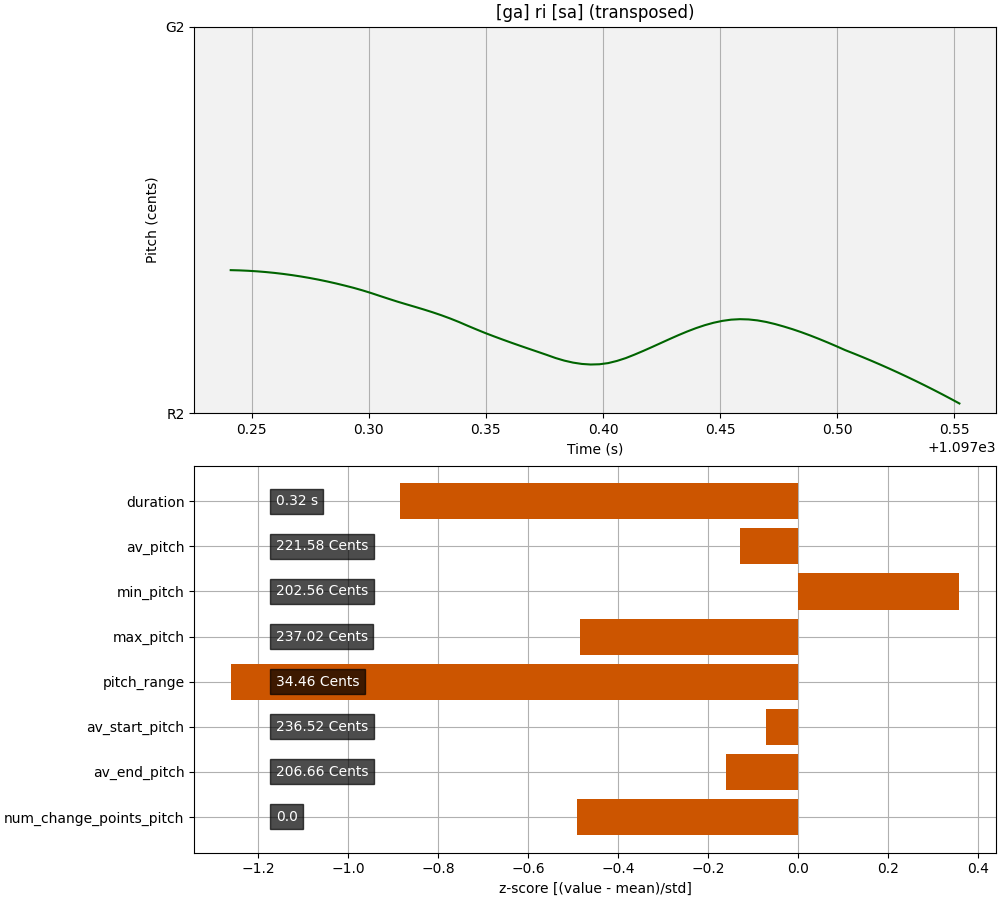 [ga] ri [sa] (transposed)
G2
Pitch (cents)
R2
0.25 0.30 0.35 0.40 0.45 0.50 0.55
Time (s)
+1.097e3
duration 0.32 s
av_pitch 221.58 Cents
min_pitch 202.56 Cents
max_pitch 237.02 Cents
pitch_range 34.46 Cents
av_start_pitch 236.52 Cents
av_end_pitch 206.66 Cents
num_change_points_pitch 0.0
−1.2 −1.0 −0.8 −0.6 −0.4 −0.2 0.0 0.2 0.4
z-score [(value - mean)/std]